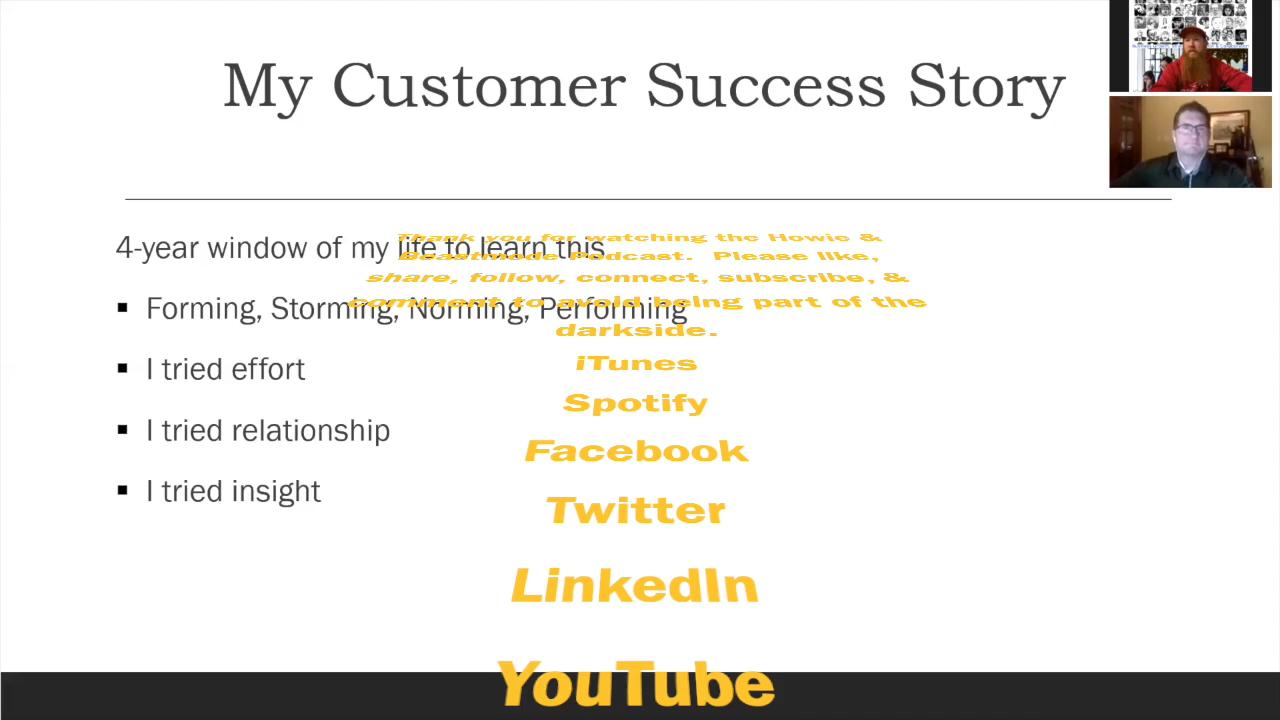 My Customer Success Story
4-year window of my life to learn this
▪ Forming, Storming, Norming, Performing
▪ I tried effort
▪ I tried relationship
▪ I tried insight
Thank you for watching the Howie &
Beastmode Podcast. Please like,
share, follow, connect, subscribe, &
comment to avoid being part of the
darkside.
iTunes
Spotify
Facebook
Twitter
LinkedIn
YouTube